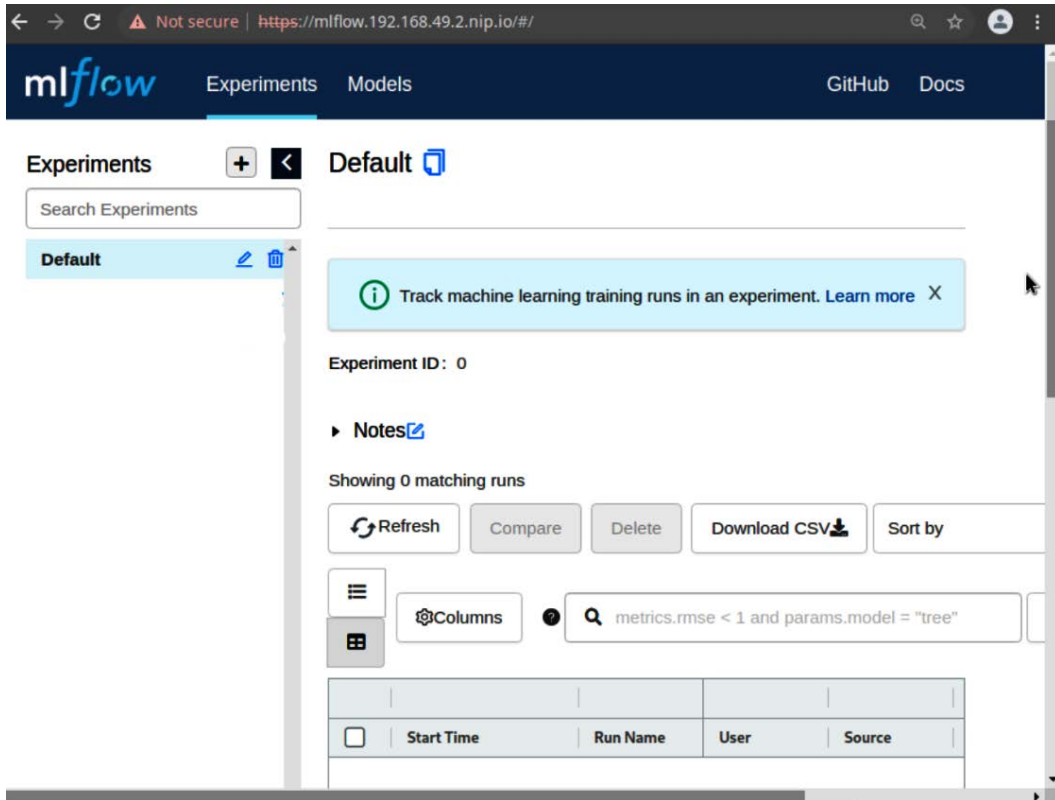 Not secure | https://mlflow.192.168.49.2.nip.io/#/
mlflow Experiments Models GitHub Docs
Experiments
Search Experiments
Default
Default
Track machine learning training runs in an experiment. Learn more X
Experiment ID: 0
Notes
Showing 0 matching runs
Refresh Compare Delete Download CSV Sort by
Columns ? metrics.rmse < 1 and params.model = "tree"
Start Time Run Name User Source